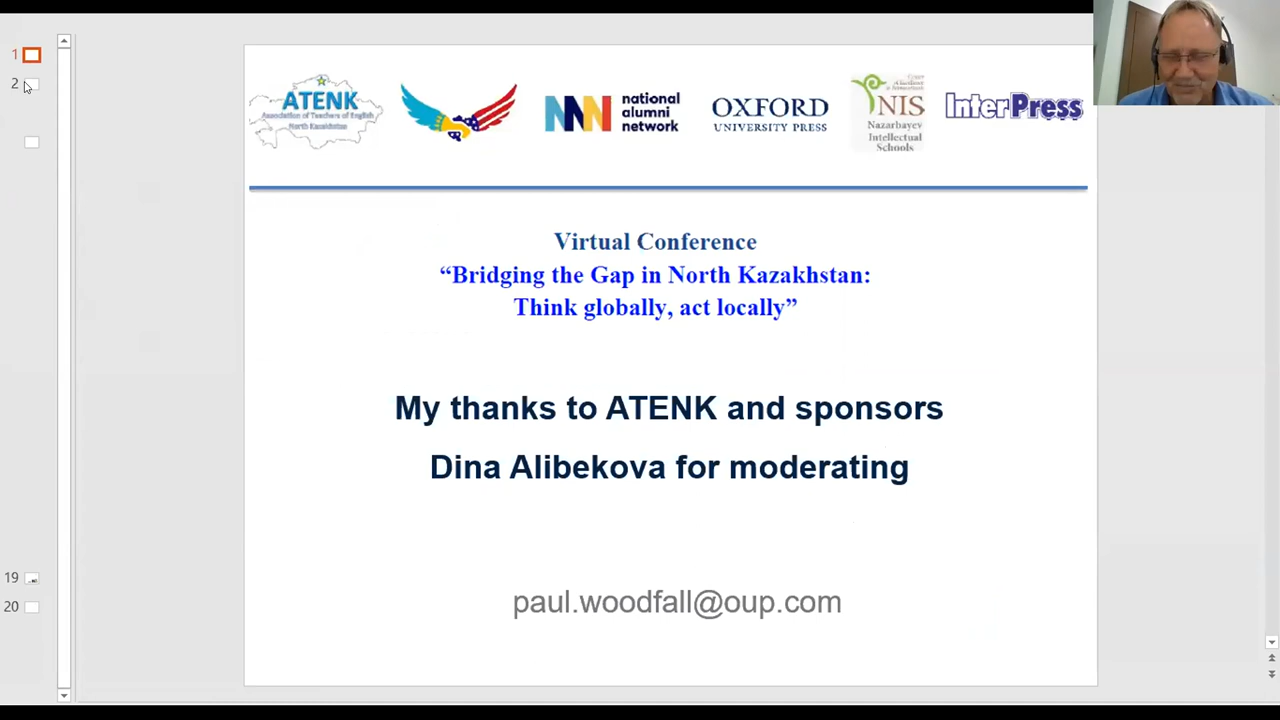 1
2
19
20
ATENK
Association of Teachers of English
North Kazakhstan
NNN national
alumni
network
OXFORD
UNIVERSITY PRESS
NIS
Nazarbayev
Intellectual
Schools
InterPress
Virtual Conference
“Bridging the Gap in North Kazakhstan:
Think globally, act locally”
My thanks to ATENK and sponsors
Dina Alibekova for moderating
paul.woodfall@oup.com